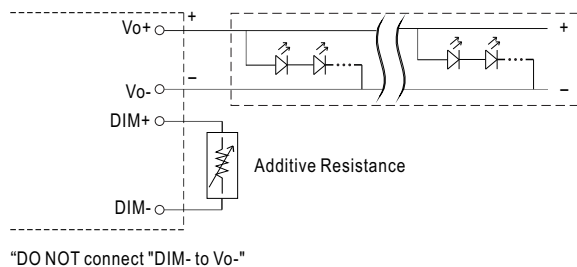 Vo+
+
+
−
Vo-
−
DIM+
Additive Resistance
DIM-
“DO NOT connect "DIM- to Vo-"